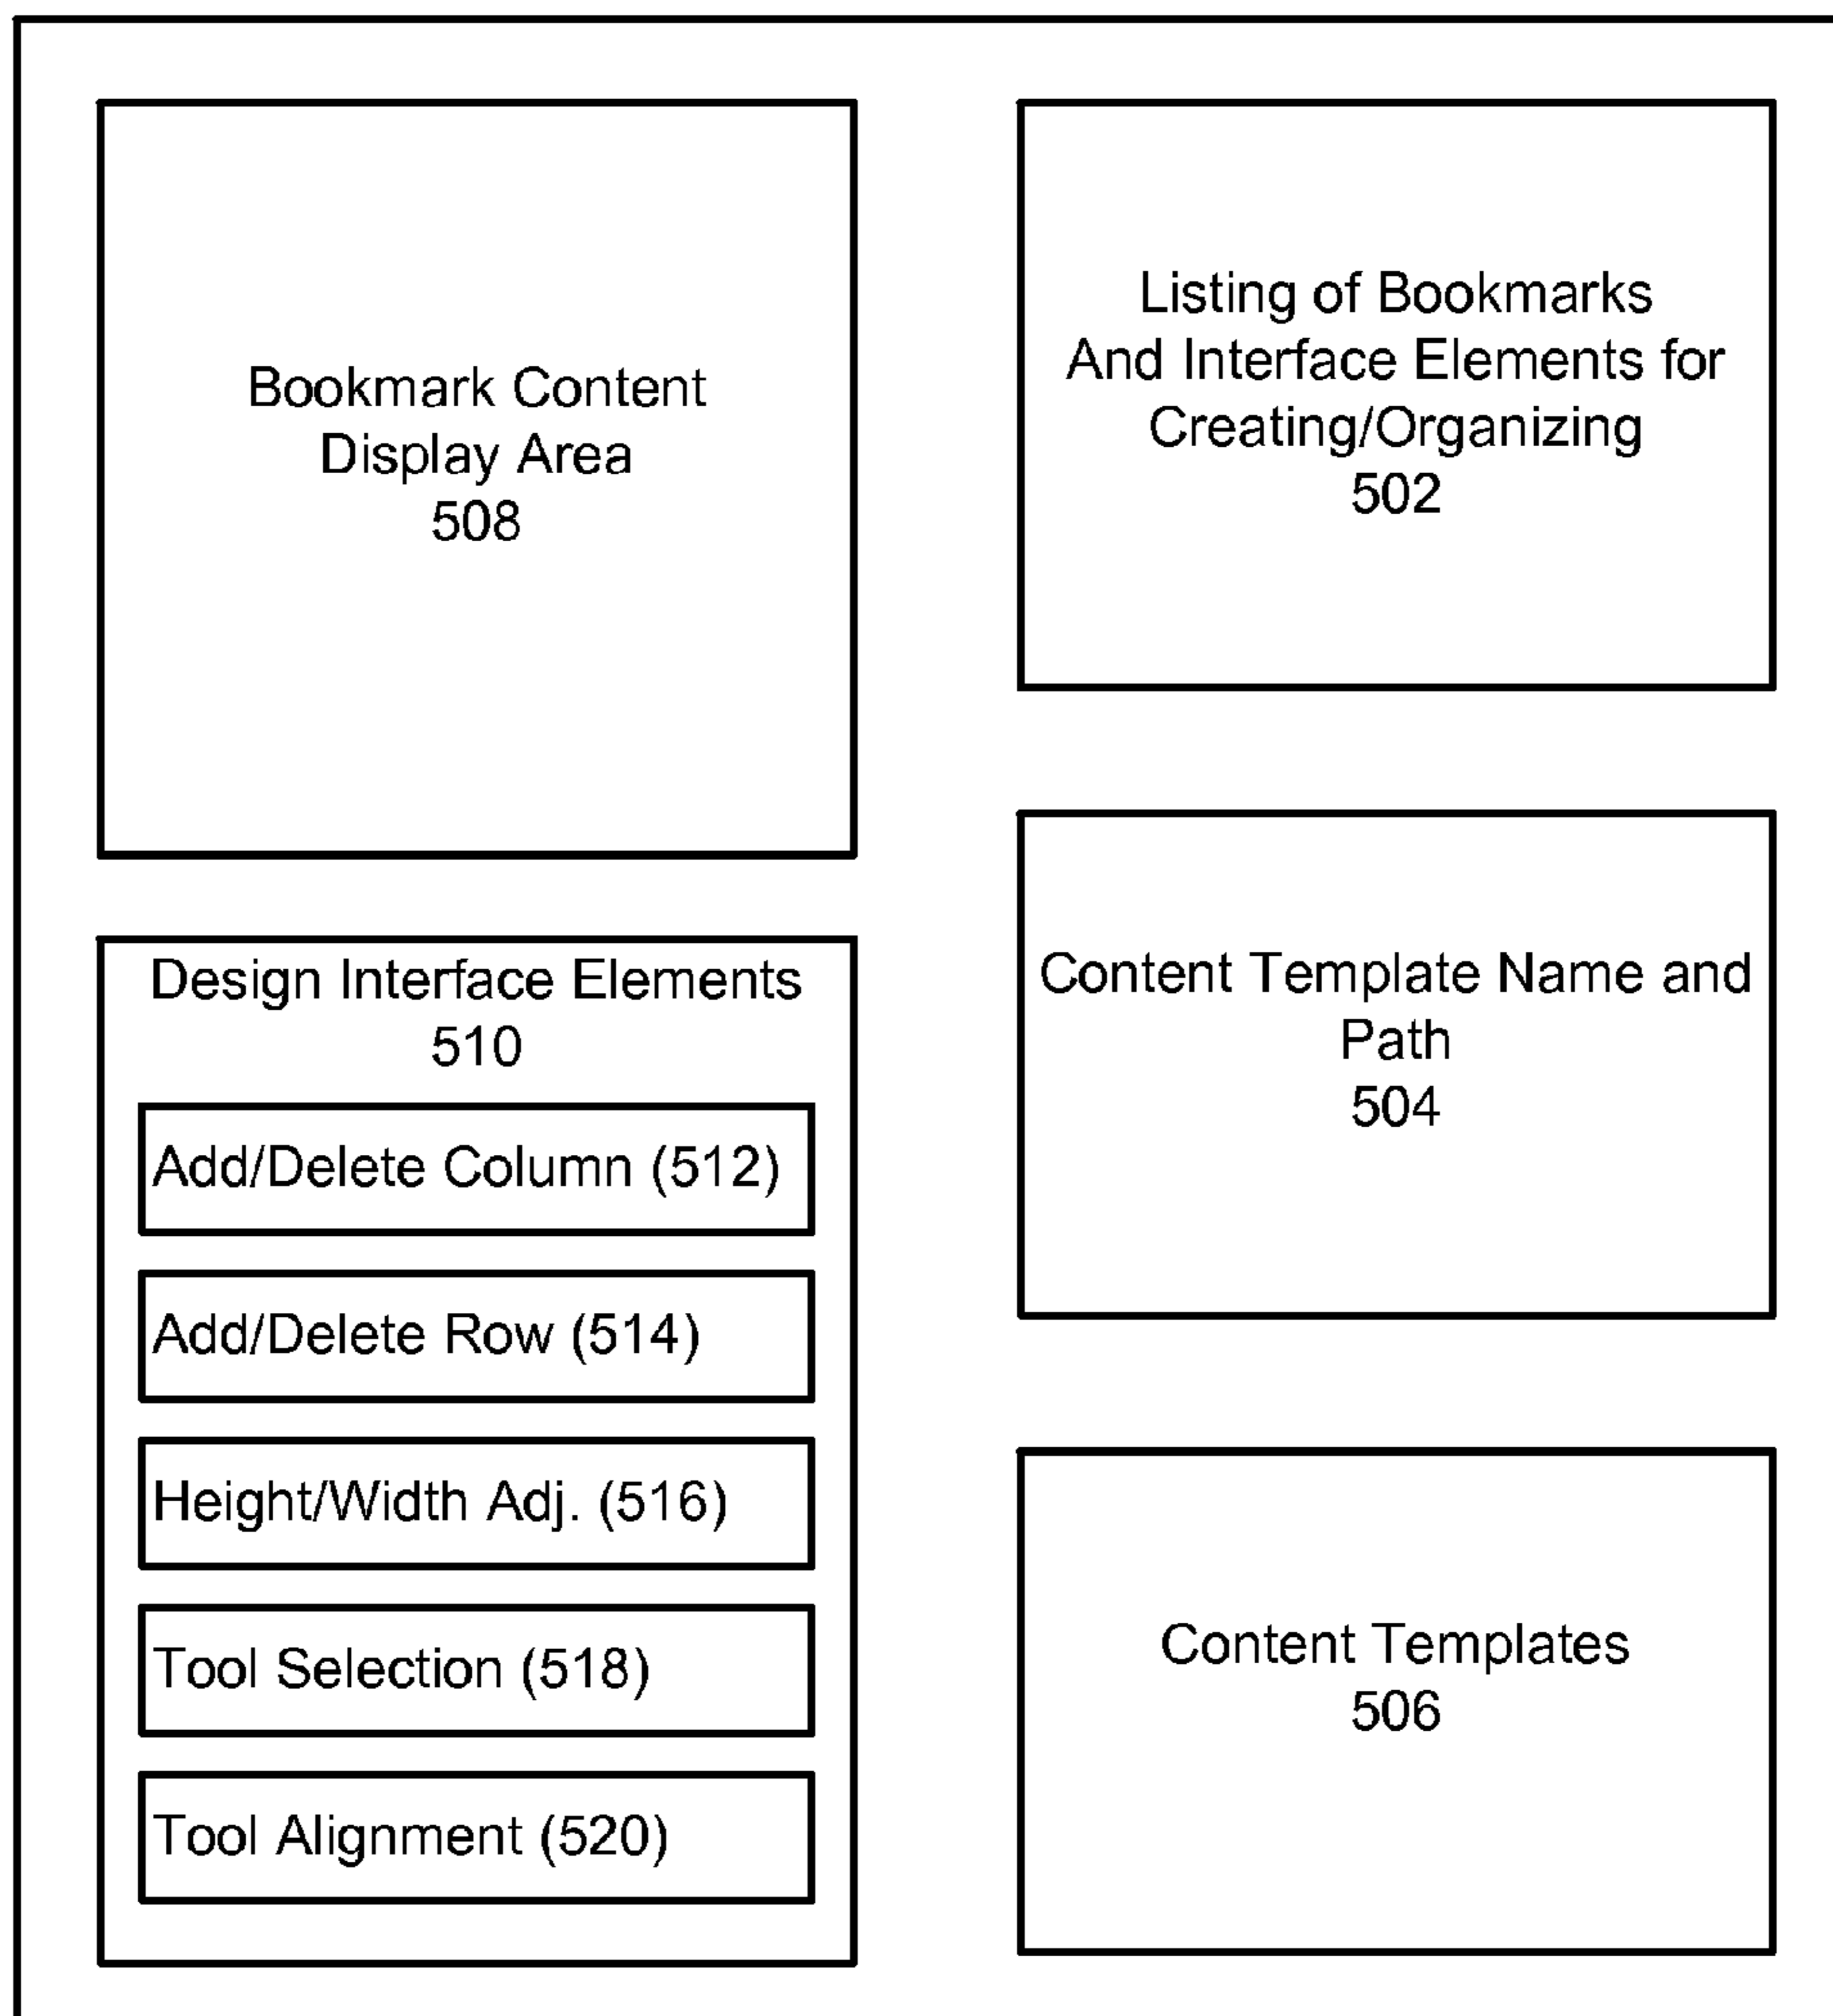 Bookmark Content
Display Area
508
Listing of Bookmarks
And Interface Elements for
Creating/Organizing
502
Design Interface Elements
510
Add/Delete Column (512)
Add/Delete Row (514)
Height/Width Adj. (516)
Tool Selection (518)
Tool Alignment (520)
Content Template Name and
Path
504
Content Templates
506